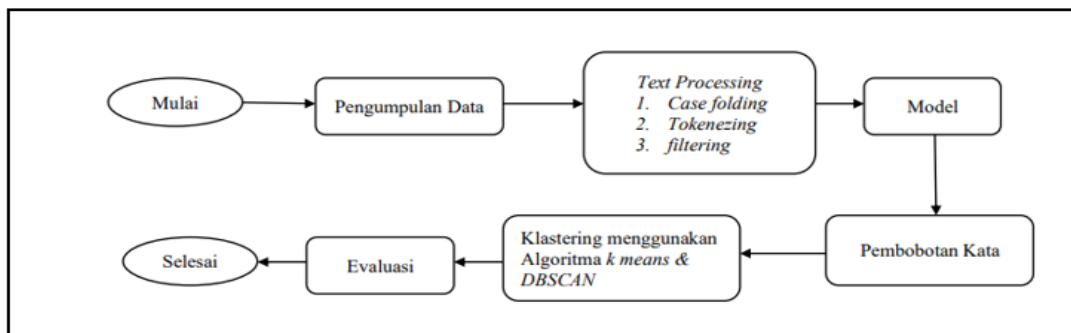 Mulai
Pengumpulan Data
Text Processing
1. Case folding
2. Tokenezing
3. filtering
Model
Pembobotan Kata
Klastering menggunakan
Algoritma k means &
DBSCAN
Evaluasi
Selesai